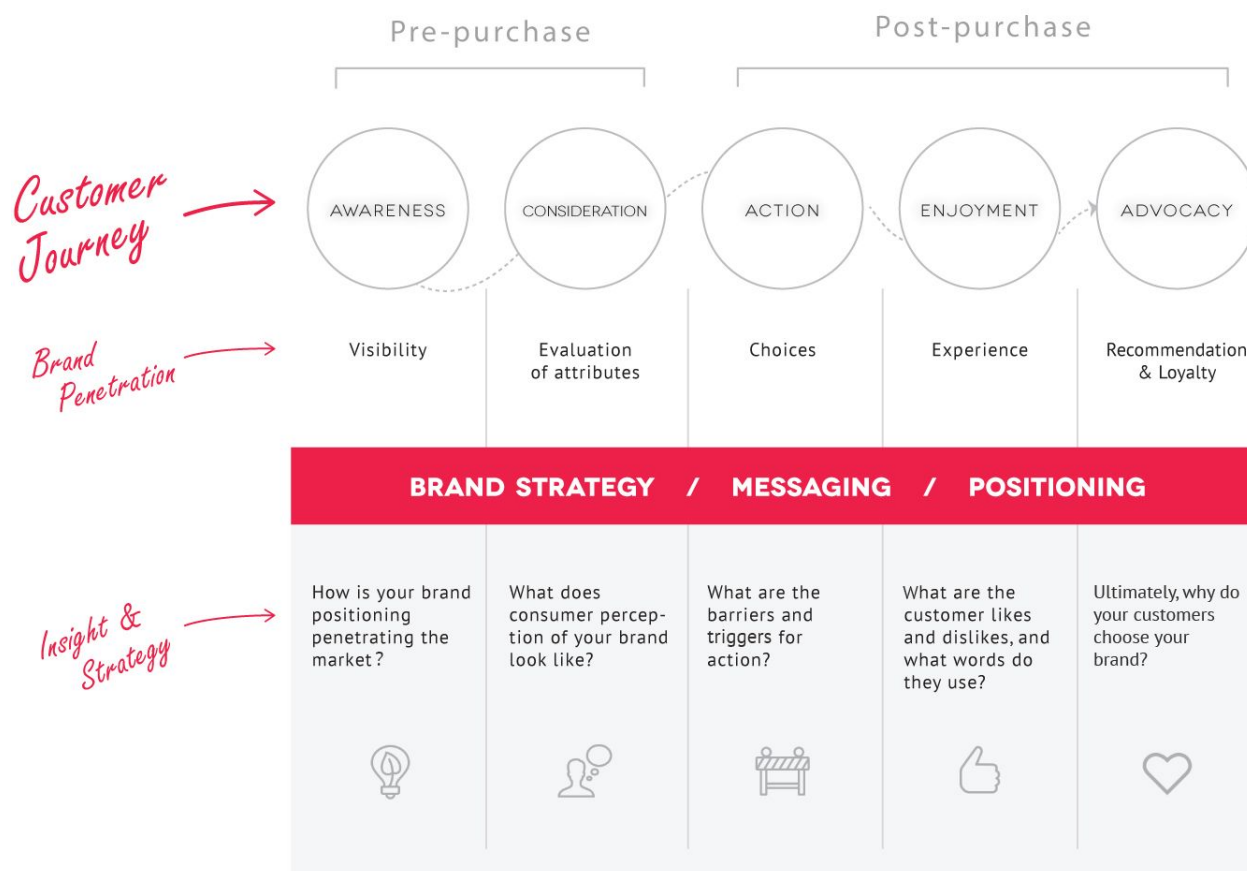 Pre-purchase
Post-purchase
Customer
Journey
AWARENESS
CONSIDERATION
ACTION
ENJOYMENT
ADVOCACY
Brand
Penetration
Visibility
Evaluation
of attributes
Choices
Experience
Recommendation
& Loyalty
BRAND STRATEGY / MESSAGING / POSITIONING
Insight &
Strategy
How is your brand
positioning
penetrating the
market?
What does
consumer percep-
tion of your brand
look like?
What are the
barriers and
triggers for
action?
What are the
customer likes
and dislikes, and
what words do
they use?
Ultimately, why do
your customers
choose your
brand?